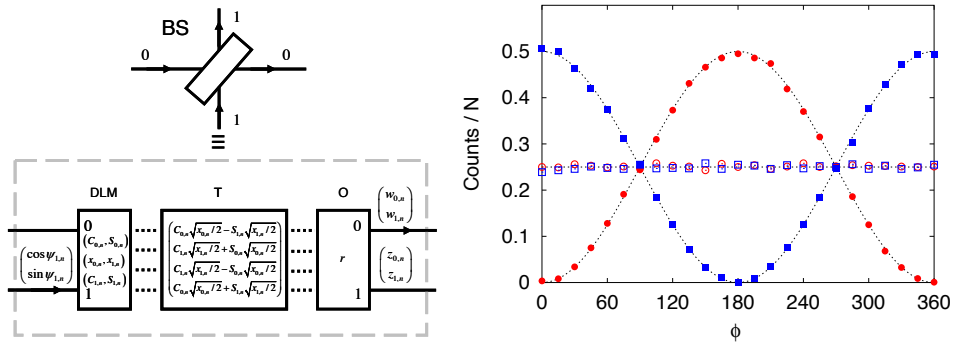 BS
1
0
0
1
≡
DLM
T
O
0
(C₀,ₙ, S₀,ₙ)
(x₀,ₙ, x₁,ₙ)
(C₁,ₙ, S₁,ₙ)
1
(cos ψ₁,ₙ
sin ψ₁,ₙ)
C₀,ₙ√x₀,ₙ/2 − S₁,ₙ√x₁,ₙ/2
C₁,ₙ√x₁,ₙ/2 + S₀,ₙ√x₀,ₙ/2
C₁,ₙ√x₁,ₙ/2 − S₀,ₙ√x₀,ₙ/2
C₀,ₙ√x₀,ₙ/2 + S₁,ₙ√x₁,ₙ/2
0
r
1
(w₀,ₙ
w₁,ₙ)
(z₀,ₙ
z₁,ₙ)
Counts / N
0.5
0.4
0.3
0.2
0.1
0
0 60 120 180 240 300 360
ϕ